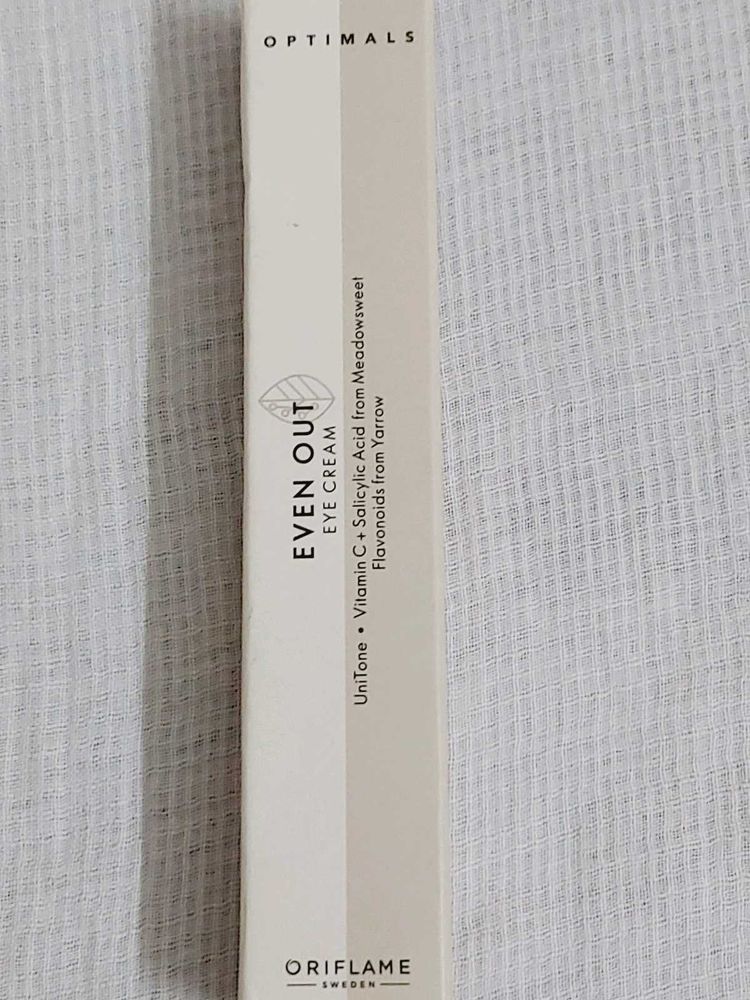 OPTIMALS
EVEN OUT
EYE CREAM
UniTone • Vitamin C + Salicylic Acid from Meadowsweet
Flavonoids from Yarrow
ORIFLAME
SWEDEN